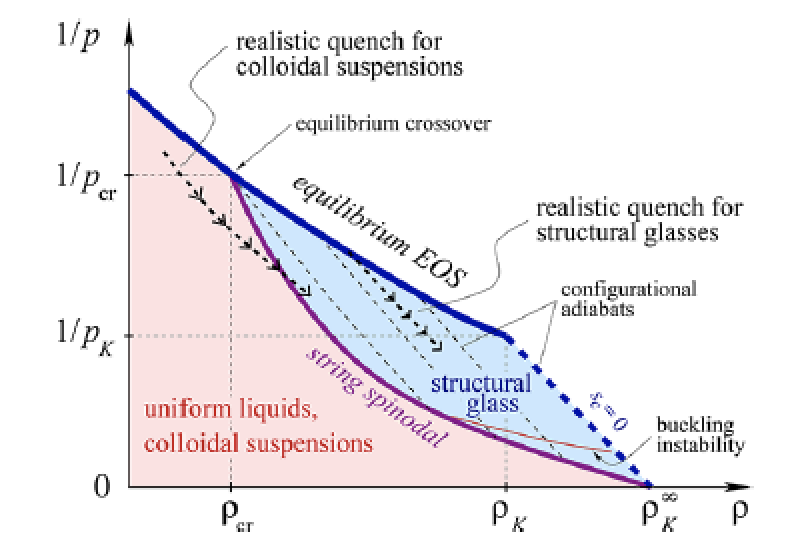 1/p
realistic quench for
colloidal suspensions
equilibrium crossover
1/p_cr
equilibrium EOS
realistic quench for
structural glasses
configurational
adiabats
1/p_K
string spinodal
structural
glass
s_c=0
uniform liquids,
colloidal suspensions
buckling
instability
0
ρ_cr
ρ_K
ρ_K^∞
ρ